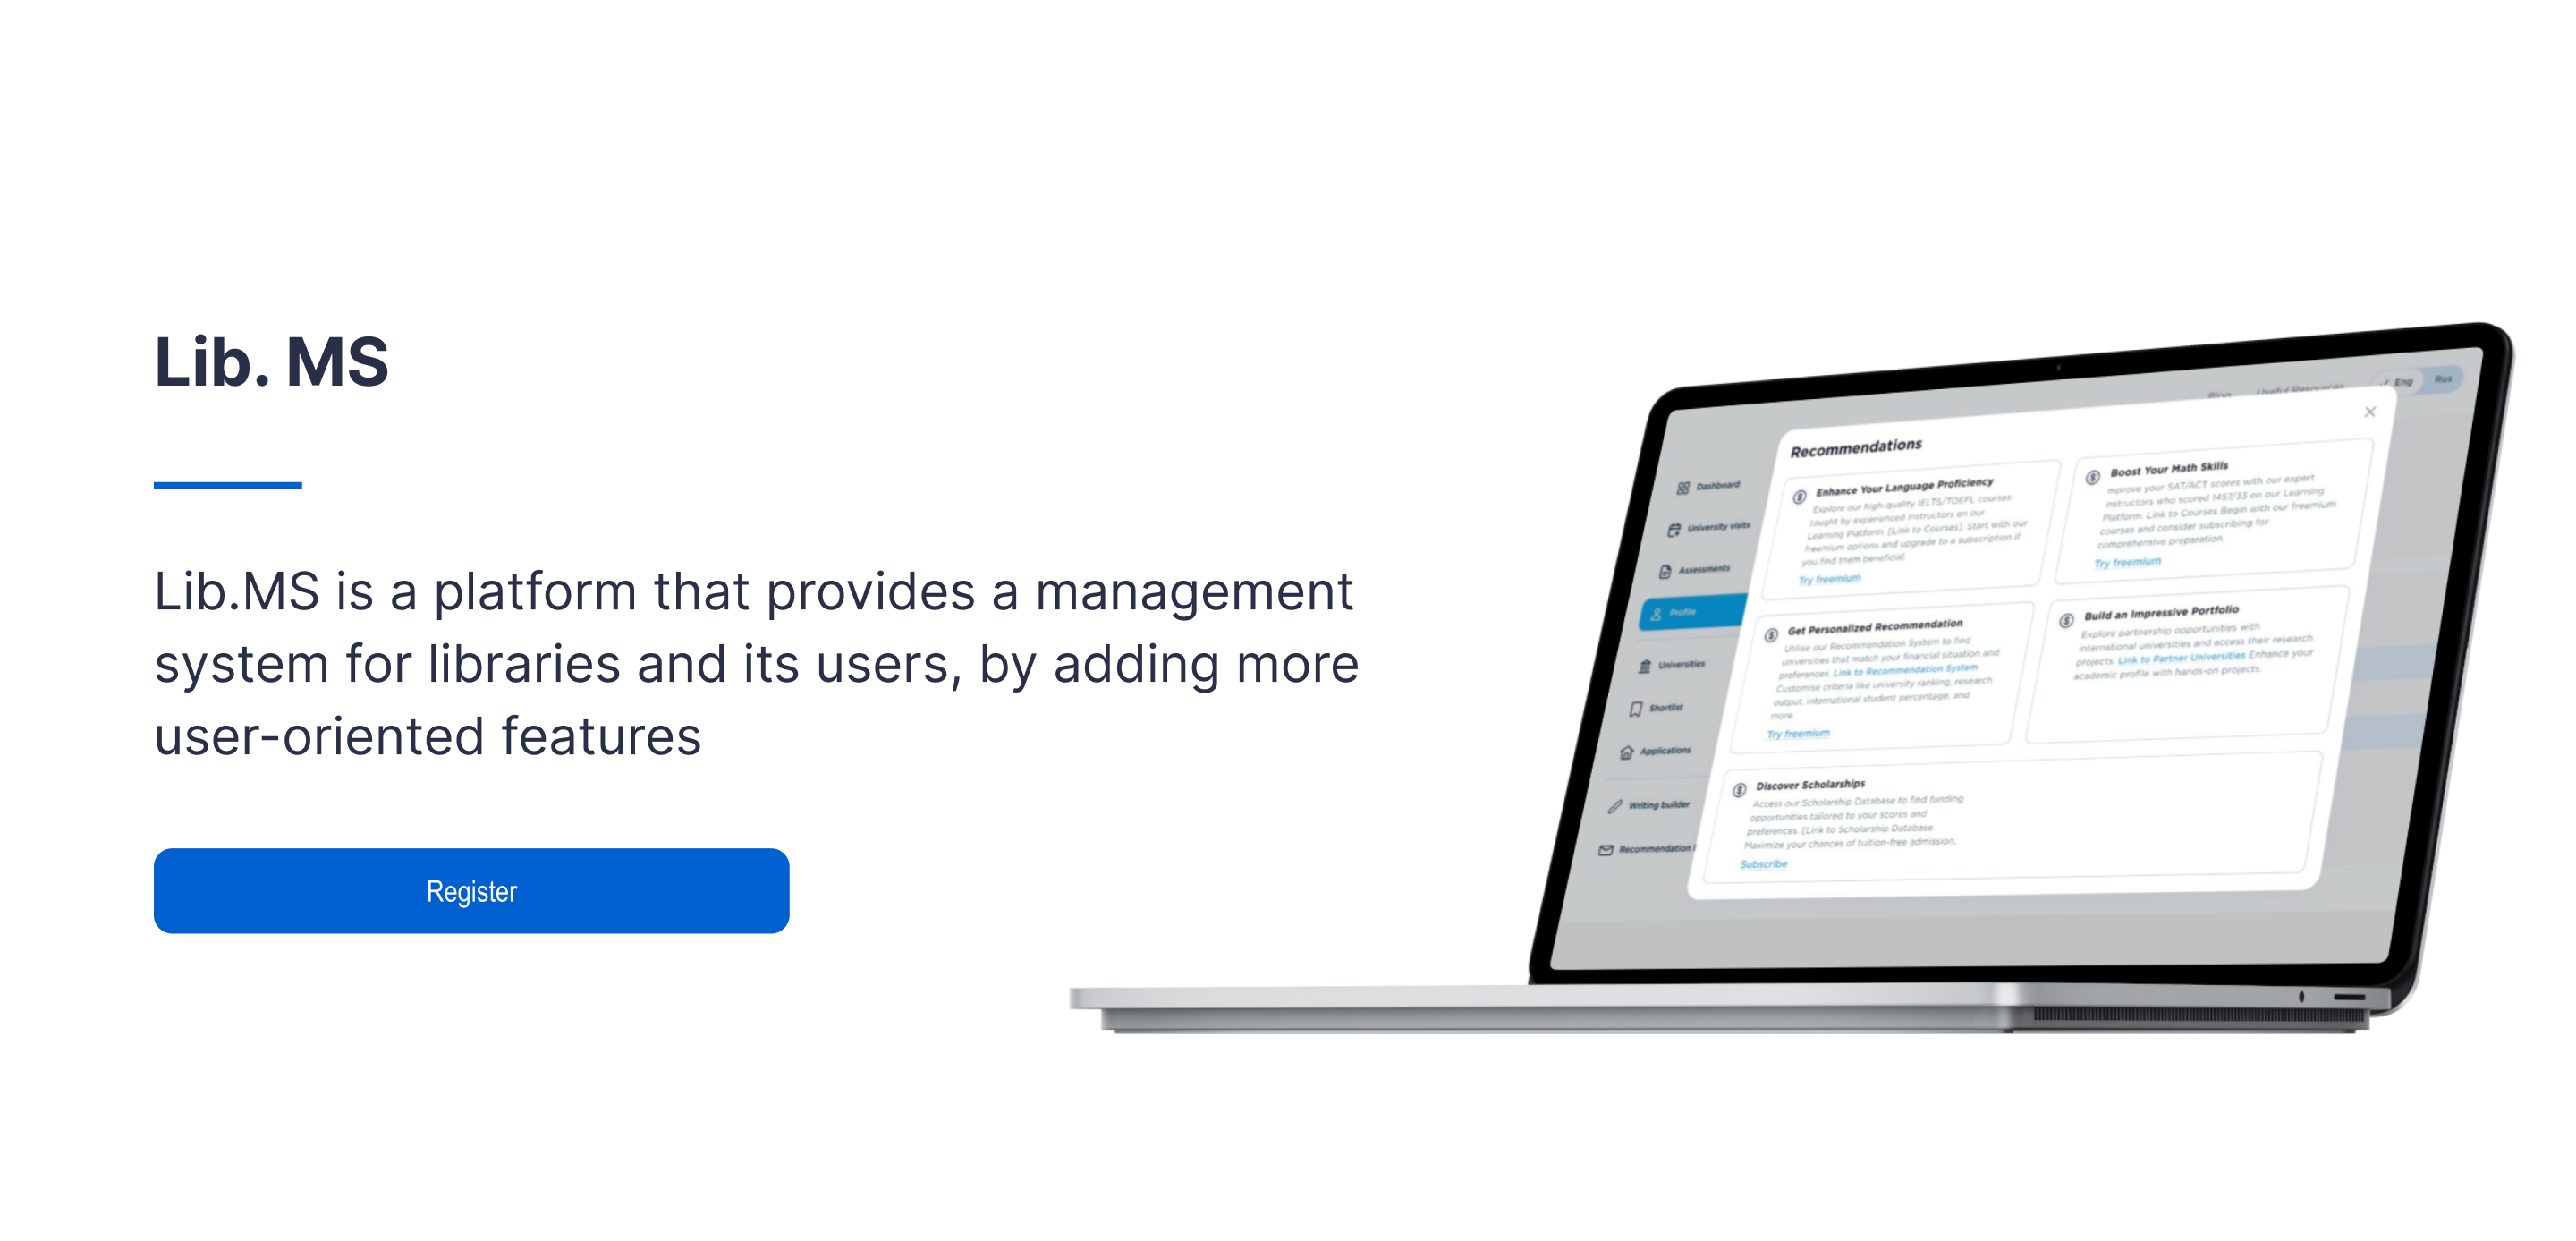 Lib. MS
Lib.MS is a platform that provides a management
system for libraries and its users, by adding more
user-oriented features
Register
Blog
Useful Resources
Eng
Rus
Dashboard
University visits
Assessments
Profile
Universities
Shortlist
Applications
Writing builder
Recommendation
Recommendations
Enhance Your Language Proficiency
Explore our high-quality IELTS/TOEFL courses
taught by experienced instructors on our
Learning Platform. [Link to Courses]. Start with our
freemium options and upgrade to a subscription if
you find them beneficial.
Try freemium
Boost Your Math Skills
mprove your SAT/ACT scores with our expert
instructors who scored 1457/33 on our Learning
Platform. Link to Courses Begin with our freemium
courses and consider subscribing for
comprehensive preparation.
Try freemium
Get Personalized Recommendation
Utilise our Recommendation System to find
universities that match your financial situation and
preferences. Link to Recommendation System
Customise criteria like university ranking, research
output, international student percentage, and
more.
Try freemium
Build an Impressive Portfolio
Explore partnership opportunities with
international universities and access their research
projects. Link to Partner Universities Enhance your
academic profile with hands-on projects.
Discover Scholarships
Access our Scholarship Database to find funding
opportunities tailored to your scores and
preferences. [Link to Scholarship Database.
Maximize your chances of tuition-free admission.
Subscribe